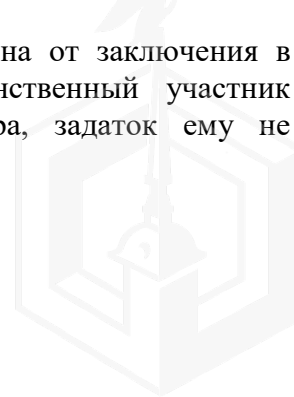 на от заключения в
нственный участник
ра, задаток ему не